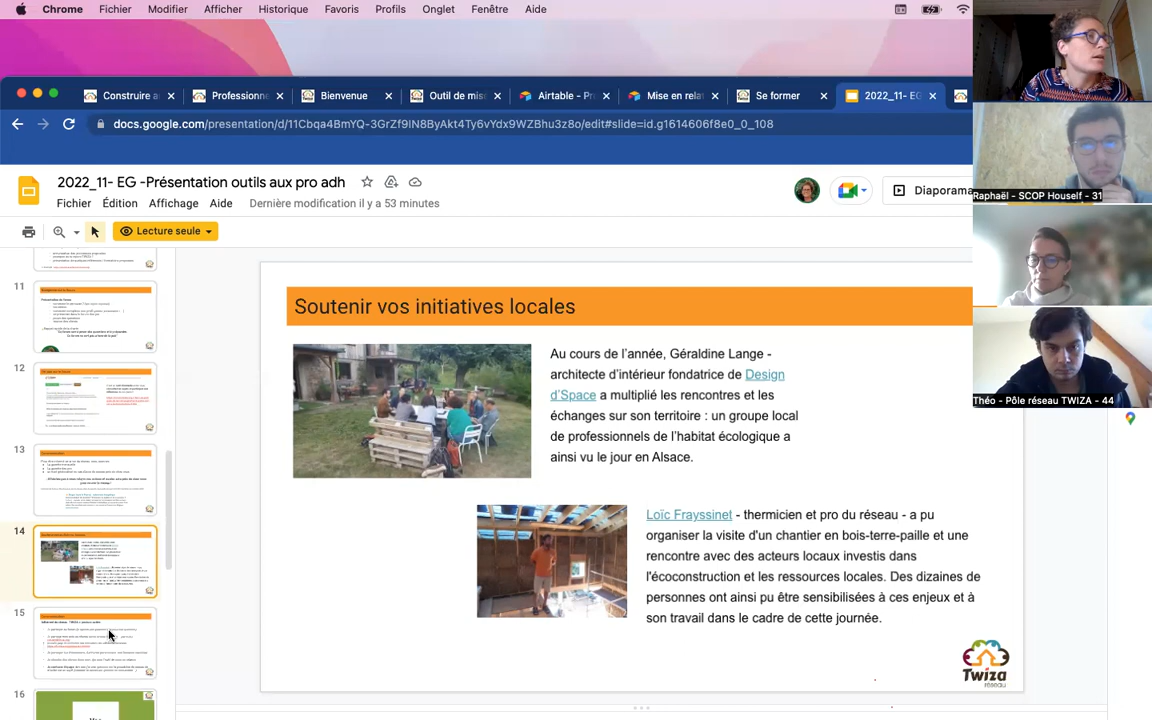 Chrome Fichier Modifier Afficher Historique Favoris Profils Onglet Fenêtre Aide
Construire a
Professionne
Bienvenue
Outil de mis
Airtable - Pr
Mise en rela
Se former
2022_11- EG
docs.google.com/presentation/d/11Cbqa4BmYQ-3GrZf9IN8ByAkt4Ty6vYdx9WZBhu3z8o/edit#slide=id.g1614606f8e0_0_108
2022_11- EG -Présentation outils aux pro adh
Diaporama
Fichier Édition Affichage Aide Dernière modification il y a 53 minutes
Lecture seule
Raphaël - SCOP Houself - 31
Théo - Pôle réseau TWIZA - 44
11
12
13
14
15
16
Soutenir vos initiatives locales
Au cours de l'année, Géraldine Lange -
architecte d'intérieur fondatrice de Design
d'Space a multiplié les rencontres et les
échanges sur son territoire : un groupe local
de professionnels de l'habitat écologique a
ainsi vu le jour en Alsace.
Loïc Frayssinet - thermicien et pro du réseau - a pu
organiser la visite d'un chantier en bois-terre-paille et une
rencontre avec des acteurs locaux investis dans
l'écoconstruction et les ressources locales. Des dizaines de
personnes ont ainsi pu être sensibilisées à ces enjeux et à
son travail dans le cadre de cette journée.
Twiza
réseau